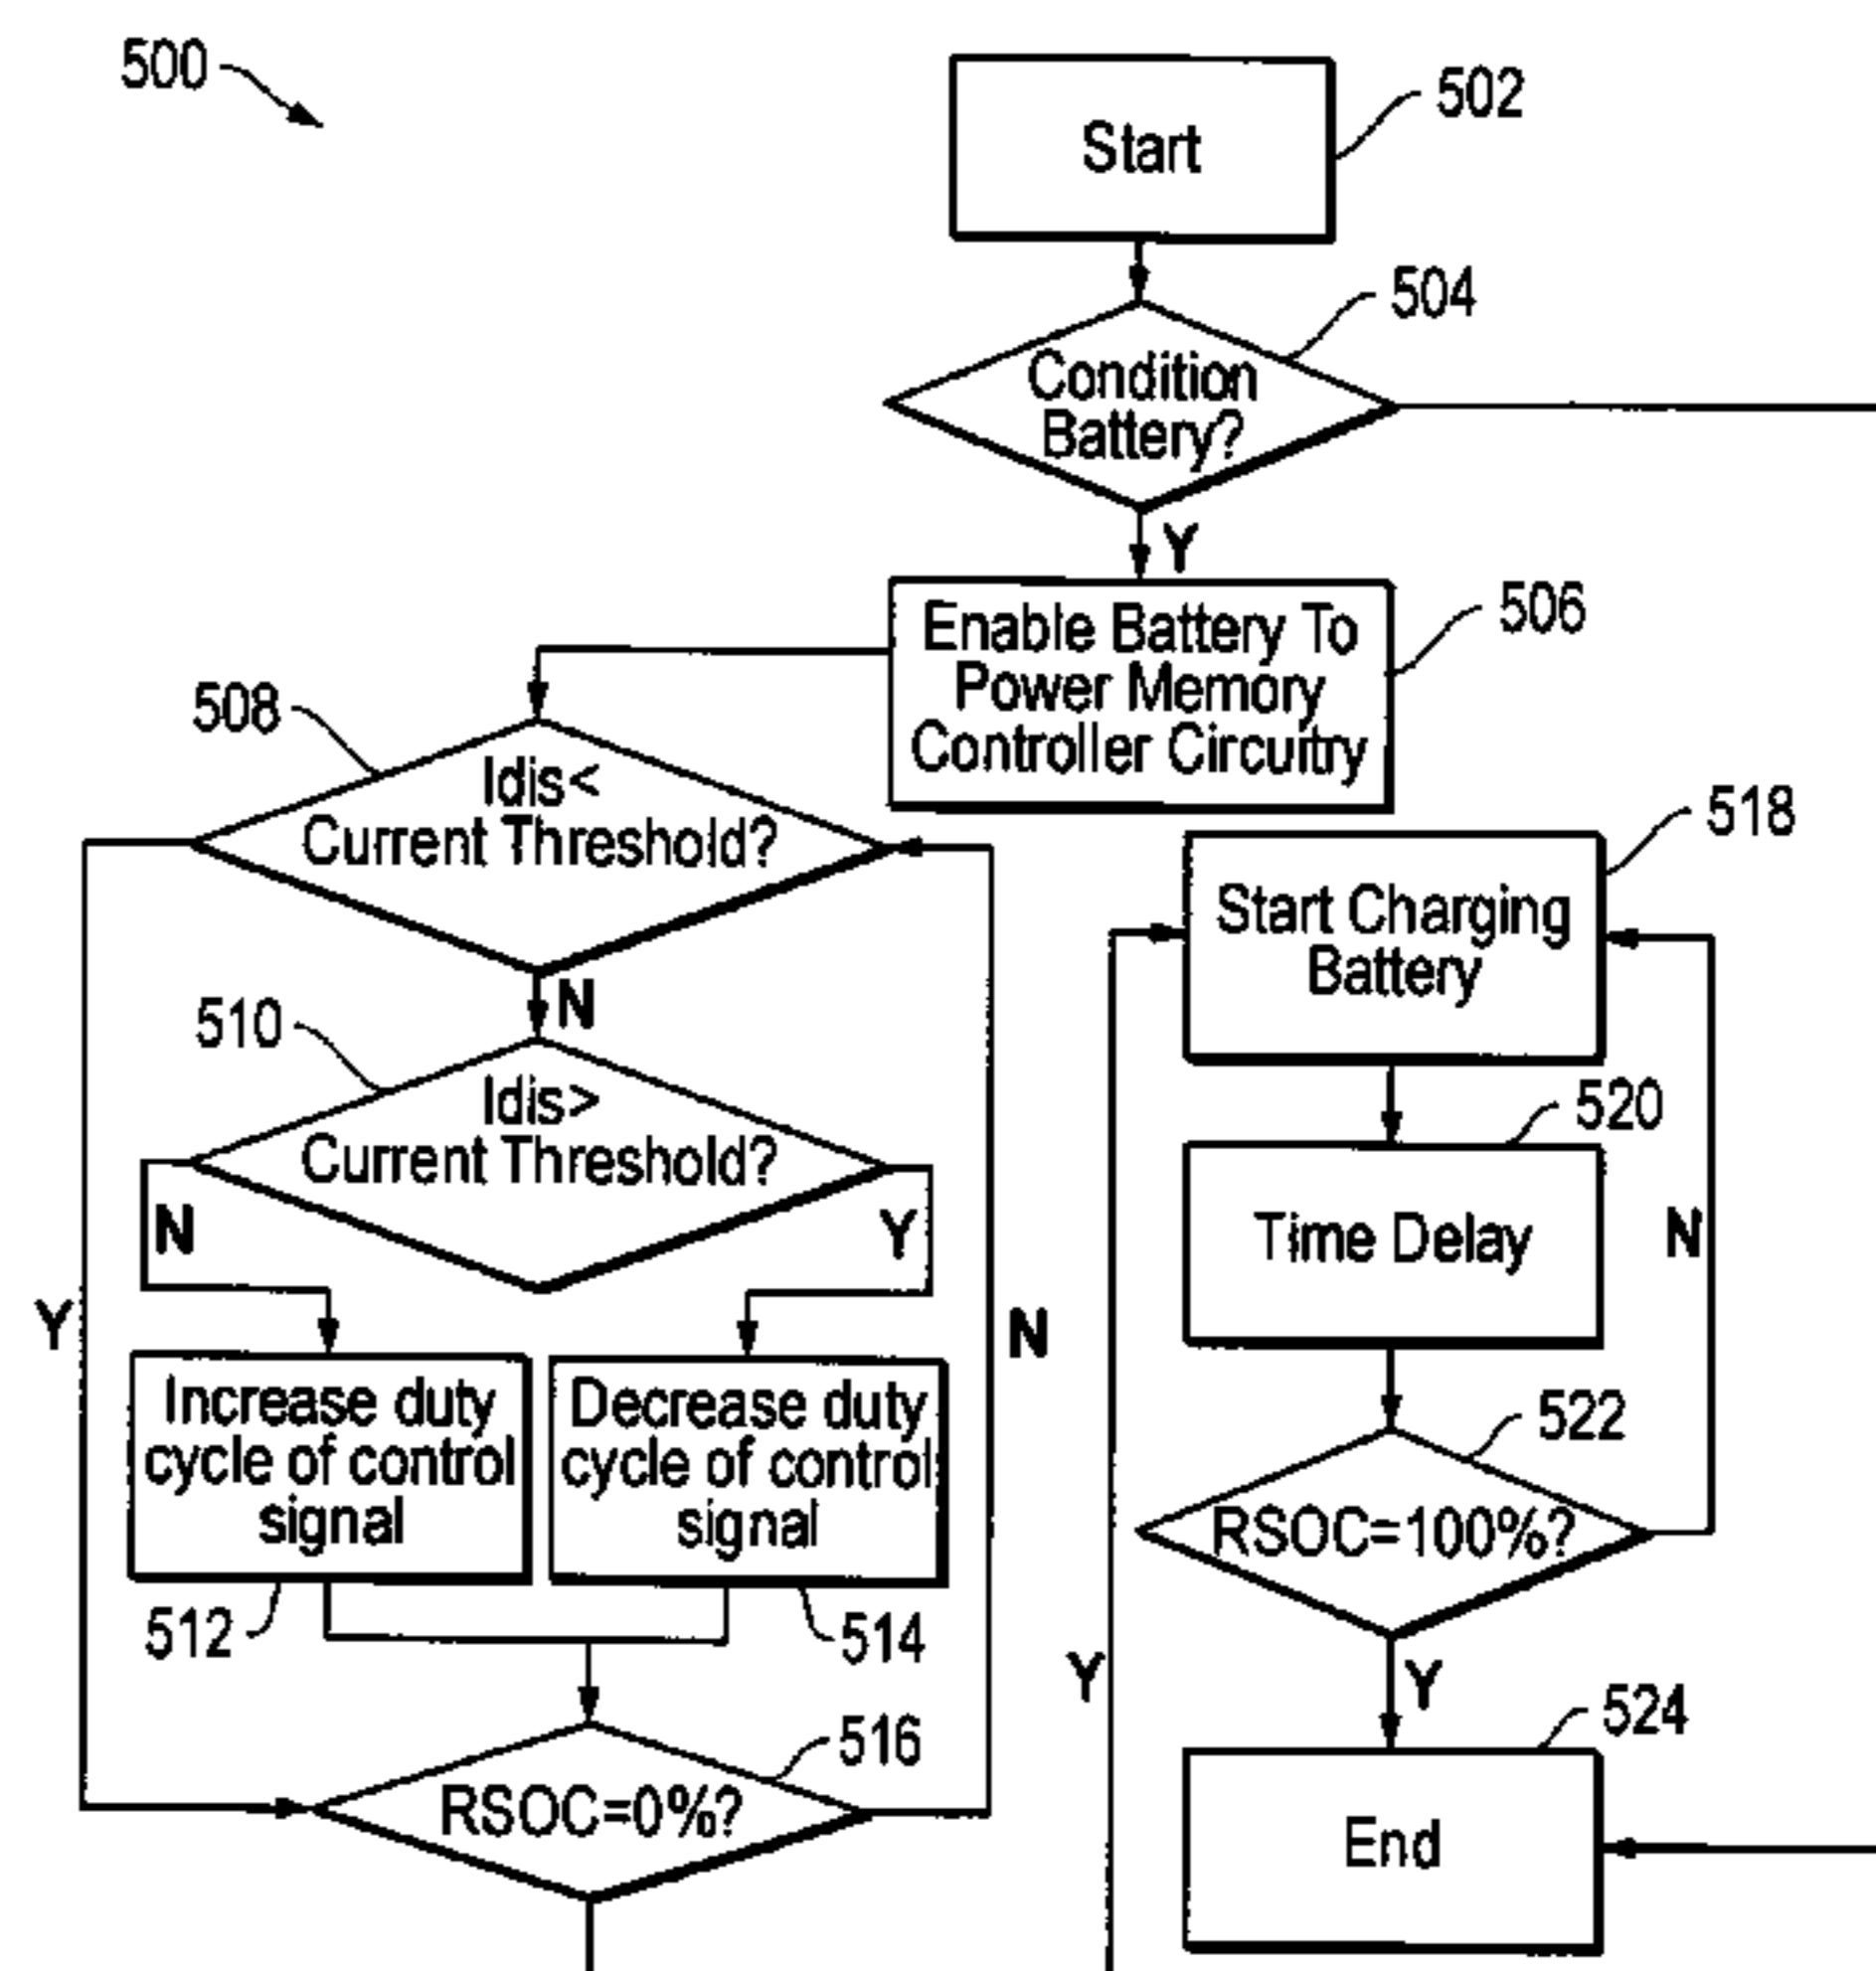 500
Start
502
Condition
Battery?
504
Y
Enable Battery To
Power Memory
Controller Circuitry
506
508
Idis<
Current Threshold?
N
510
Idis>
Current Threshold?
N
Y
Y
N
Increase duty
cycle of control
signal
512
Decrease duty
cycle of control
signal
514
RSOC=0%?
516
Y
Start Charging
Battery
518
Time Delay
520
N
RSOC=100%?
522
Y
End
524